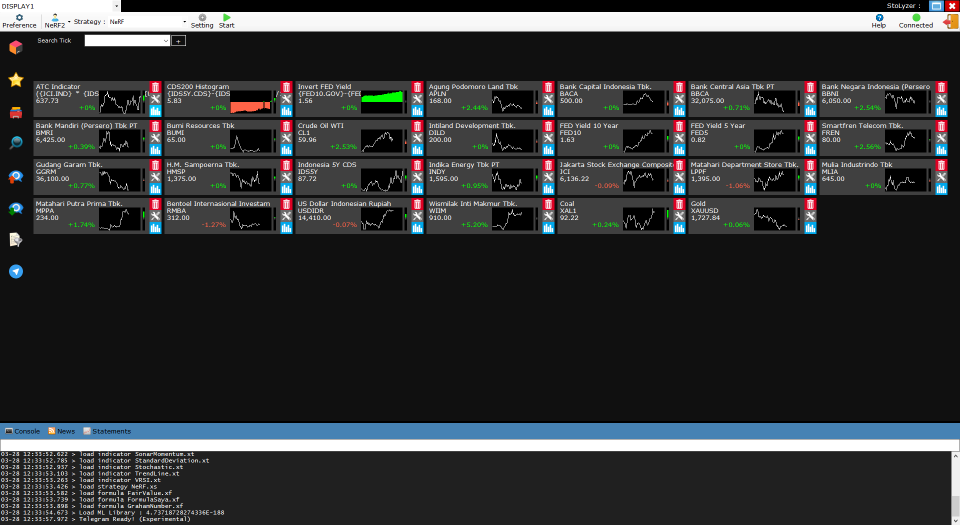 DISPLAY1
StoLyzer :
Preference
NeRF2
Strategy :
NeRF
Setting
Start
Help
Connected
Search Tick
+
ATC Indicator
{{JCI.IND} * {IDS
637.73
+0%
CDS200 Histogram
{IDS5Y.CDS}-{IDS
5.83
+0%
Invert FED Yield
{FED10.GOV}-{FED
1.56
+0%
Agung Podomoro Land Tbk
APLN
168.00
+2.44%
Bank Capital Indonesia Tbk.
BACA
500.00
+0%
Bank Central Asia Tbk PT
BBCA
32,075.00
+0.71%
Bank Negara Indonesia (Persero
BBNI
6,050.00
+2.54%
Bank Mandiri (Persero) Tbk PT
BMRI
6,425.00
+0.39%
Bumi Resources Tbk
BUMI
65.00
+0%
Crude Oil WTI
CL1
59.96
+2.53%
Intiland Development Tbk.
DILD
200.00
+0%
FED Yield 10 Year
FED10
1.63
+0%
FED Yield 5 Year
FED5
0.82
+0%
Smartfren Telecom Tbk.
FREN
80.00
+2.56%
Gudang Garam Tbk.
GGRM
36,100.00
+0.77%
H.M. Sampoerna Tbk.
HMSP
1,375.00
+0%
Indonesia 5Y CDS
IDS5Y
87.72
+0%
Indika Energy Tbk PT
INDY
1,595.00
+0.95%
Jakarta Stock Exchange Composit
JCI
6,136.22
-0.09%
Matahari Department Store Tbk.
LPPF
1,395.00
-1.06%
Mulia Industrindo Tbk
MLIA
645.00
+0%
Matahari Putra Prima Tbk.
MPPA
234.00
+1.74%
Bentoel Internasional Investam
RMBA
312.00
-1.27%
US Dollar Indonesian Rupiah
USDIDR
14,410.00
-0.07%
Wismilak Inti Makmur Tbk.
WIIM
910.00
+5.20%
Coal
XAL1
92.22
+0.24%
Gold
XAUUSD
1,727.84
+0.06%
Console
News
Statements
03-28 12:33:52.622 > load indicator SonarMomentum.xt
03-28 12:33:52.785 > load indicator StandardDeviation.xt
03-28 12:33:52.937 > load indicator Stochastic.xt
03-28 12:33:53.103 > load indicator TrendLine.xt
03-28 12:33:53.263 > load indicator VRSI.xt
03-28 12:33:53.426 > load strategy NeRF.xs
03-28 12:33:53.582 > load formula FairValue.xf
03-28 12:33:53.739 > load formula FormulaSaya.xf
03-28 12:33:53.898 > load formula GrahamNumber.xf
03-28 12:33:54.673 > Load ML Library : 4.73718728274336E-188
03-28 12:33:57.972 > Telegram Ready! (Experimental)